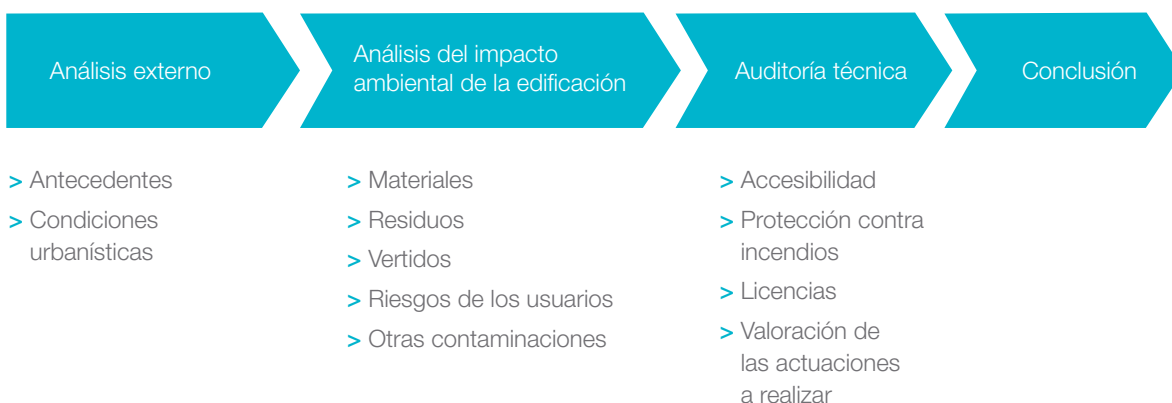 Análisis externo
Análisis del impacto
ambiental de la edificación
Auditoría técnica
Conclusión
> Antecedentes
> Condiciones
urbanísticas
> Materiales
> Residuos
> Vertidos
> Riesgos de los usuarios
> Otras contaminaciones
> Accesibilidad
> Protección contra
incendios
> Licencias
> Valoración de
las actuaciones
a realizar